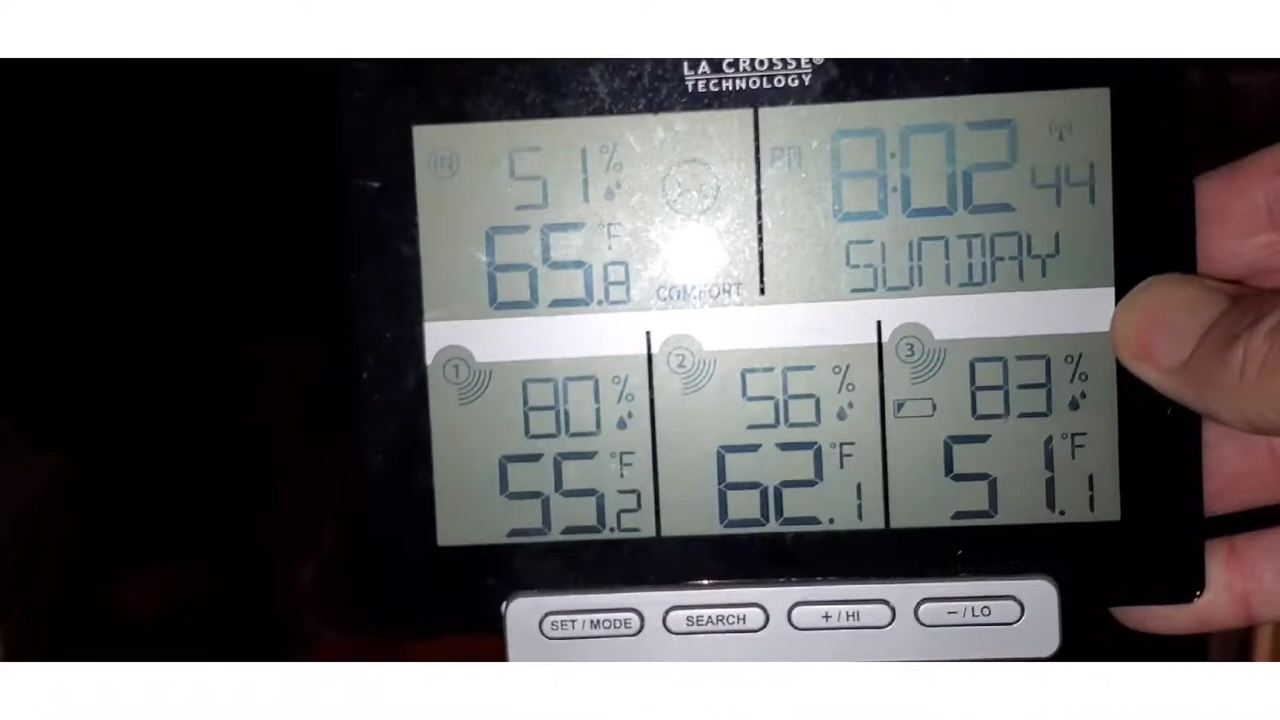 LA CROSSE®
TECHNOLOGY
IN
51%
65.8 °F
COMFORT
PM 8:02 44
SUNDAY
1
80%
55.2 °F
2
56%
62.1 °F
3
83%
51.1 °F
SET / MODE
SEARCH
+ / HI
− / LO